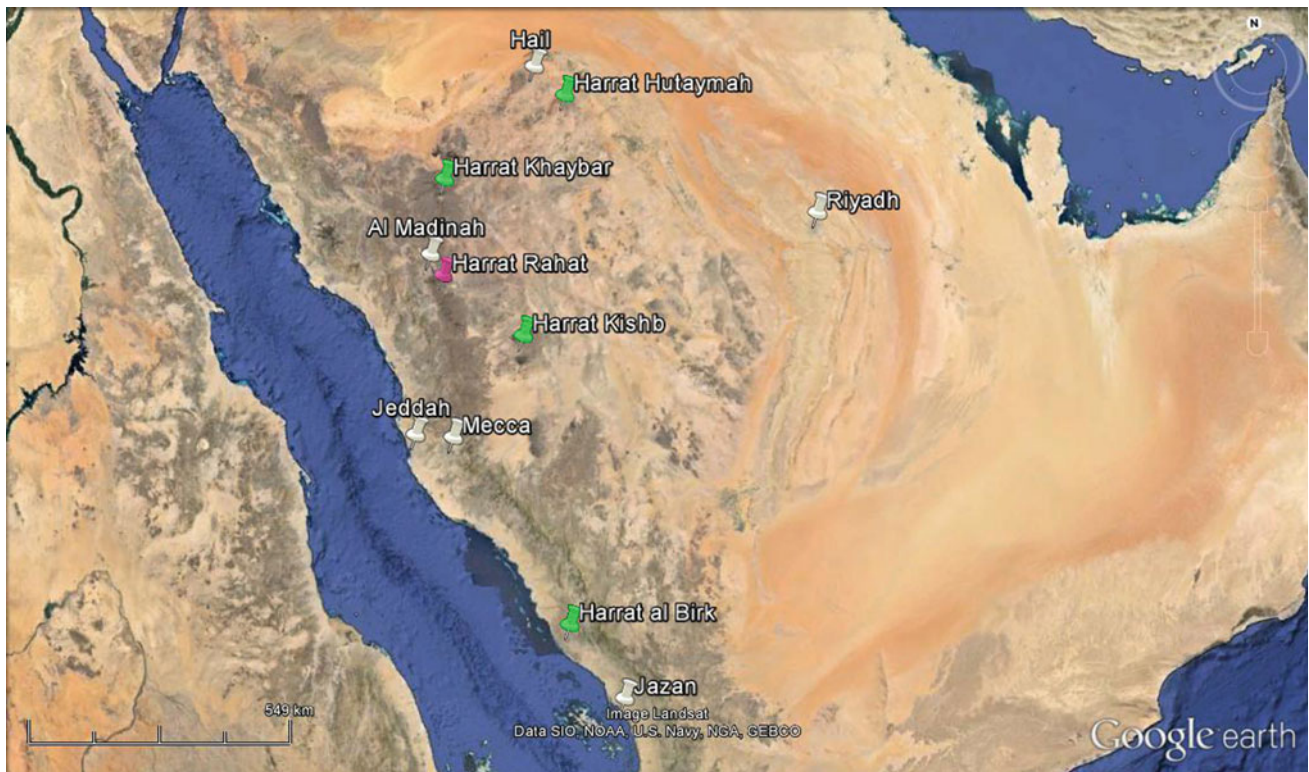 N
Hail
Harrat Hutaymah
Harrat Khaybar
Riyadh
Al Madinah
Harrat Rahat
Harrat Kishb
Jeddah
Mecca
Harrat al Birk
Jazan
549 km
Image Landsat
Data SIO, NOAA, U.S. Navy, NGA, GEBCO
Google earth